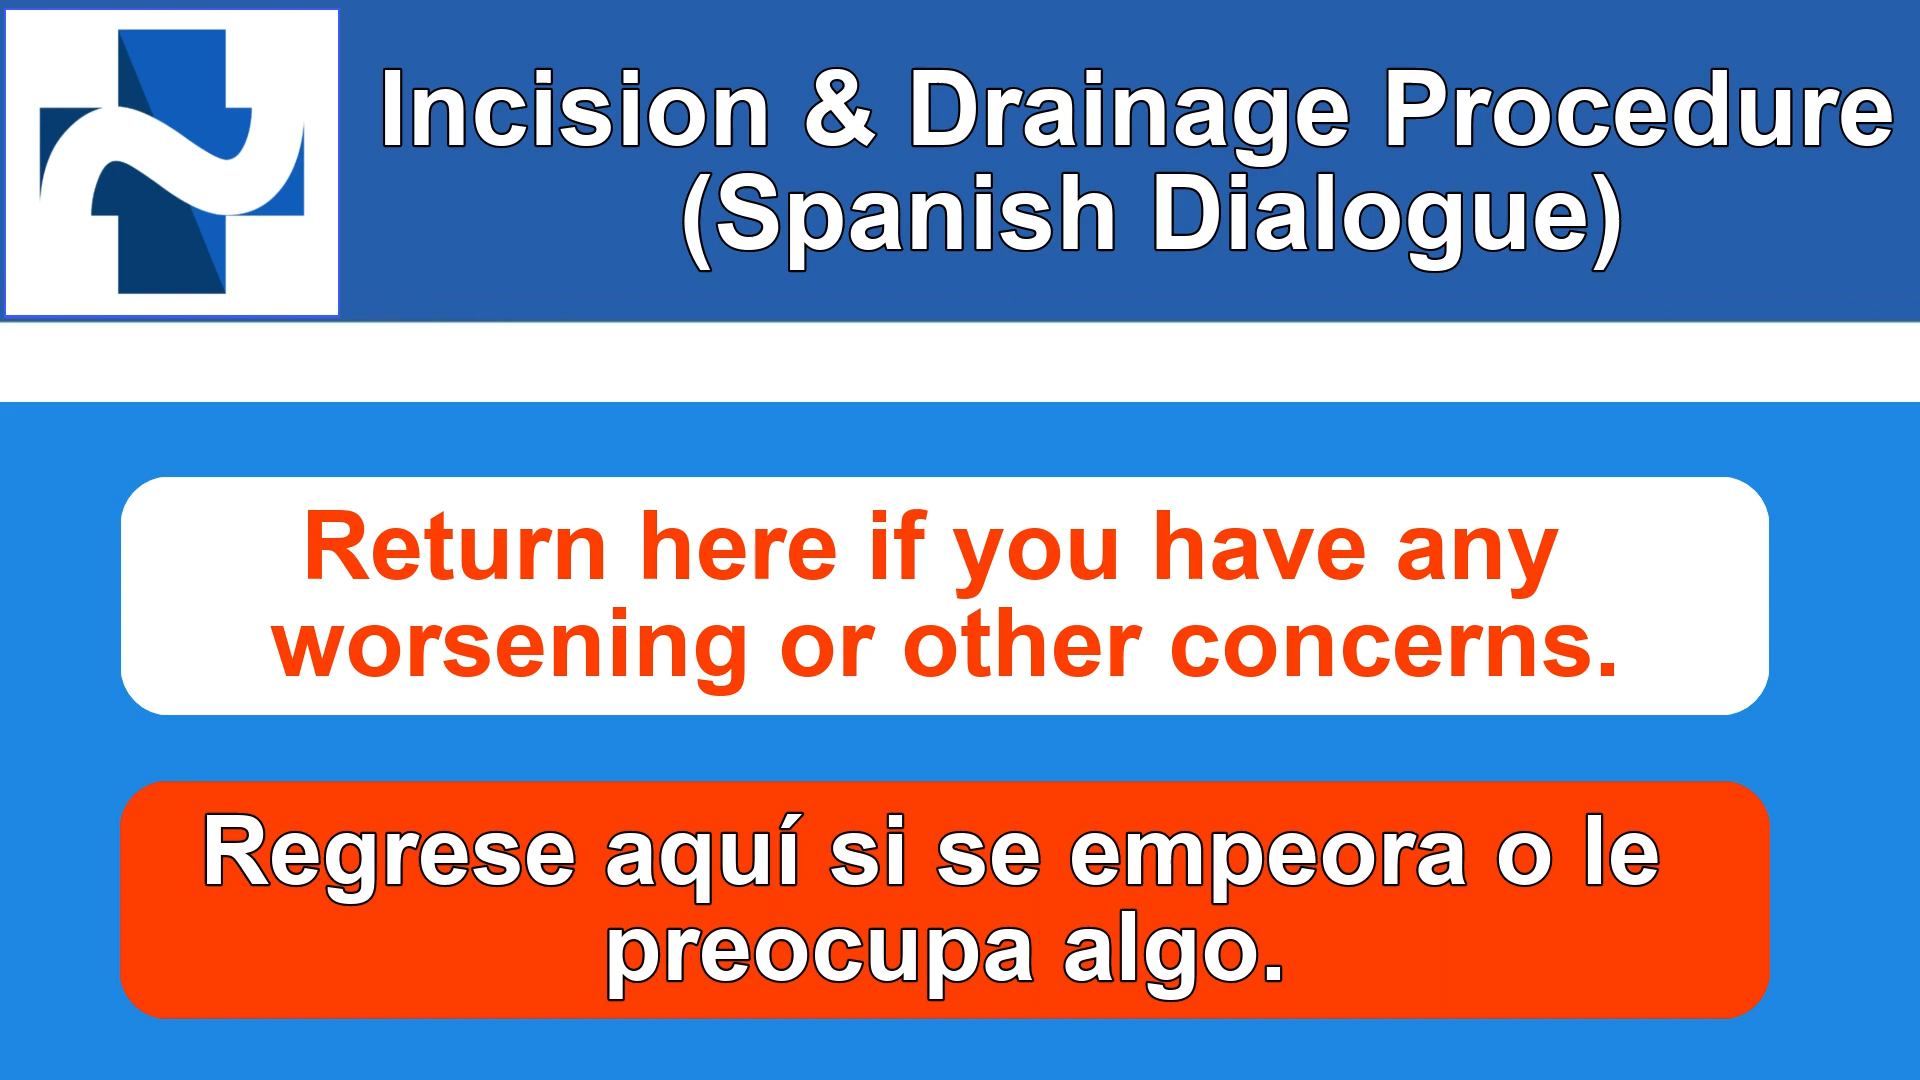 Incision & Drainage Procedure
(Spanish Dialogue)
Return here if you have any
worsening or other concerns.
Regrese aquí si se empeora o le
preocupa algo.